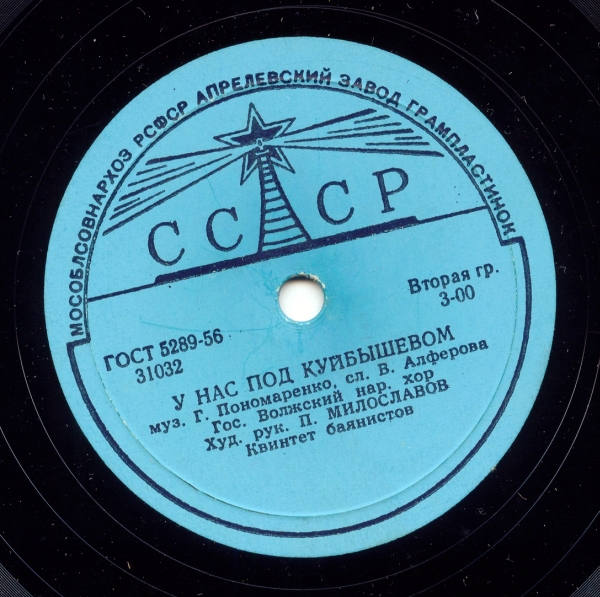 МОСОБЛСОВНАРХОЗ РСФСР АПРЕЛЕВСКИЙ ЗАВОД ГРАМПЛАСТИНОК
СССР
ГОСТ 5289-56
31032
Вторая гр.
3-00
У НАС ПОД КУЙБЫШЕВОМ
муз. Г. Пономаренко, сл. В. Алферова
Гос. Волжский нар. хор
Худ. рук. П. МИЛОСЛАВОВ
Квинтет баянистов